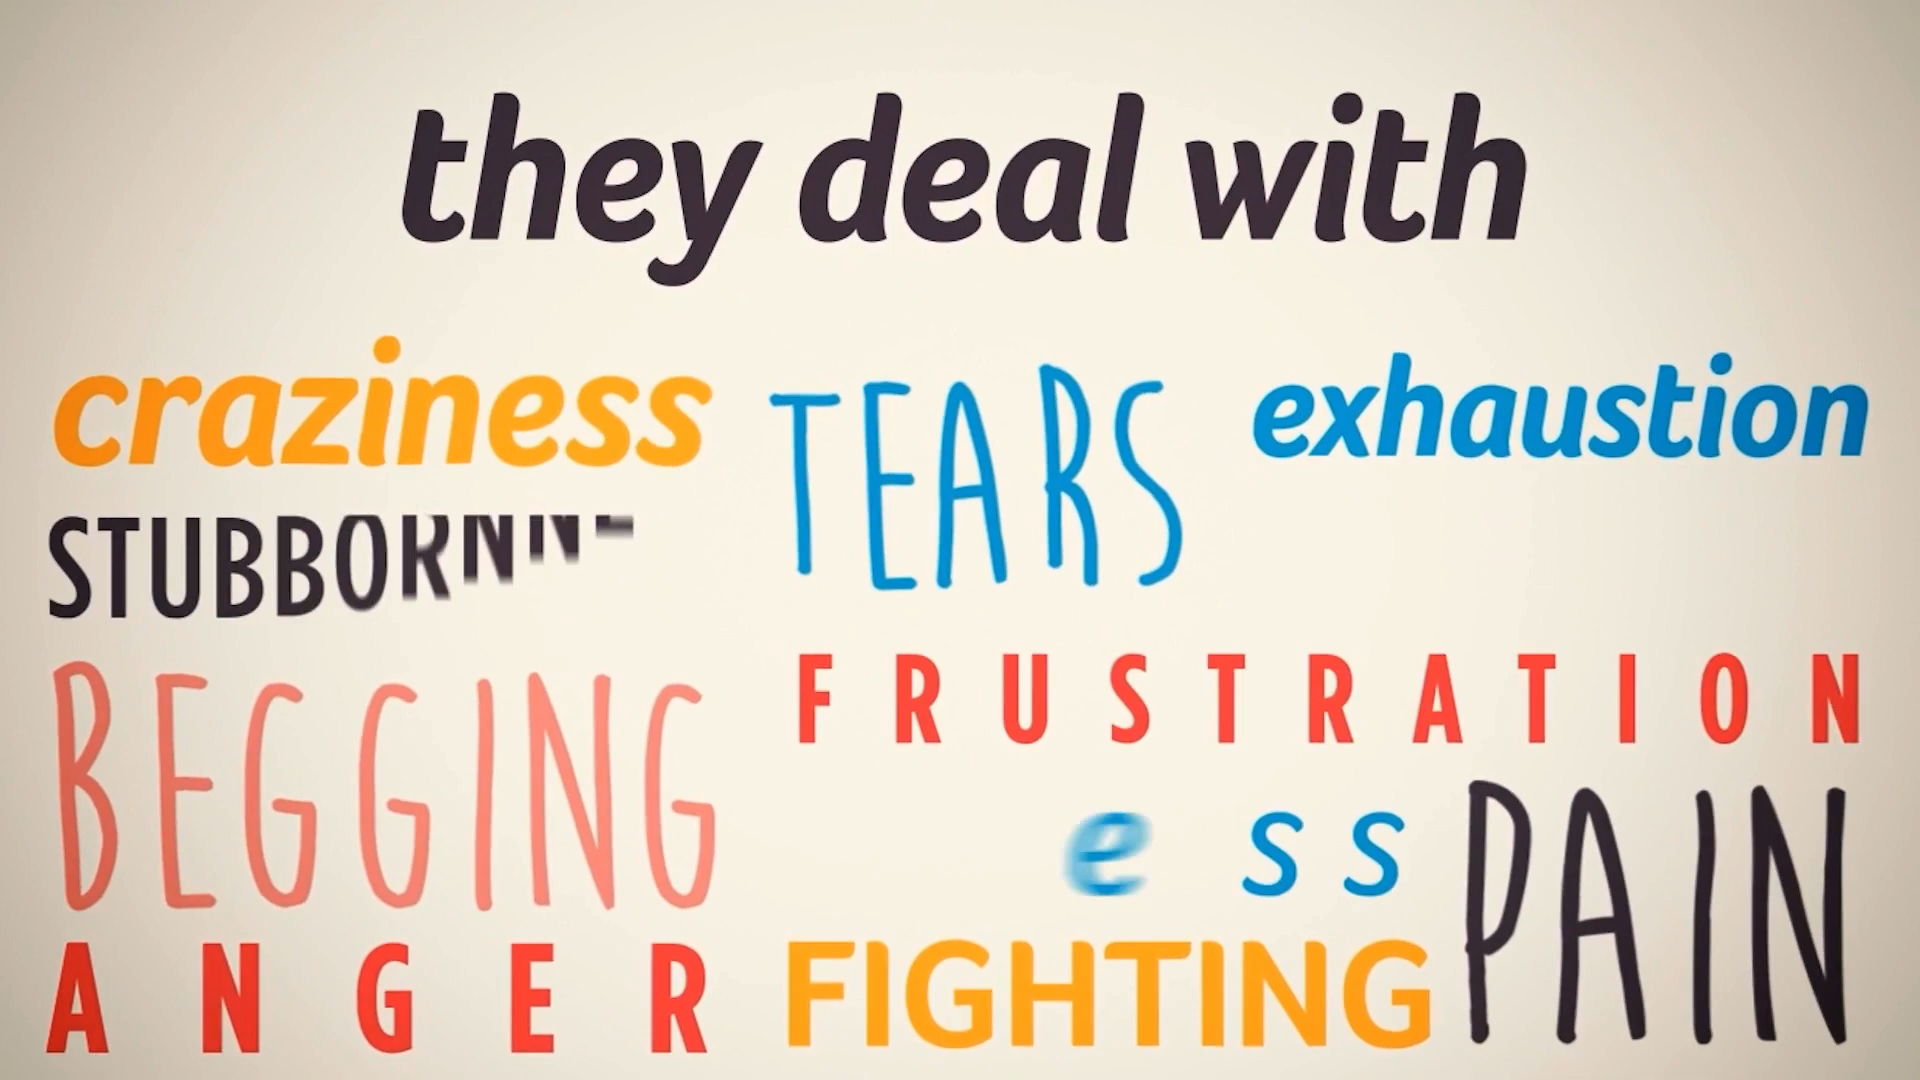 they deal with
craziness TEARS exhaustion
BEGGING FRUSTRATION
PAIN
ANGER FIGHTING